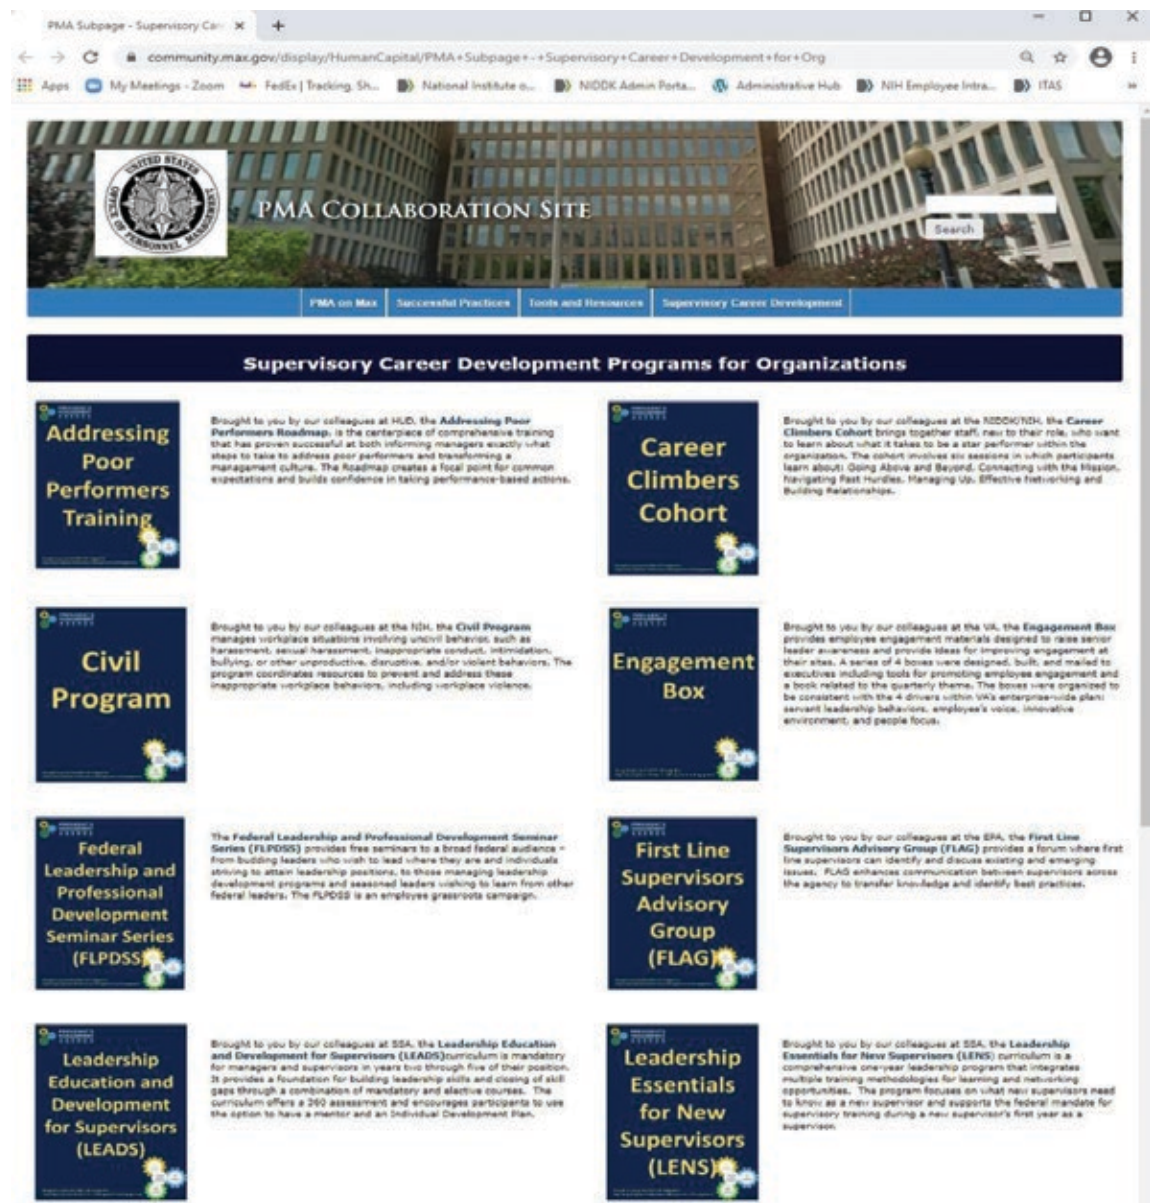 PMA Subpage - Supervisory Car
community.max.gov/display/HumanCapital/PMA+Subpage+-+Supervisory+Career+Development+for+Org
Apps My Meetings - Zoom FedEx | Tracking, Sh... National Institute o... NIDDK Admin Porta... Administrative Hub NIH Employee Intra... ITAS
UNITED STATES
OFFICE OF PERSONNEL MANAGEMENT
PMA COLLABORATION SITE
Search
PMA on Max Successful Practices Tools and Resources Supervisory Career Development
Supervisory Career Development Programs for Organizations
Addressing
Poor
Performers
Training
Brought to you by our colleagues at HUD, the Addressing Poor
Performers Roadmap, is the centerpiece of comprehensive training
that has proven successful at both informing managers exactly what
steps to take to address poor performers and transforming a
management culture. The Roadmap creates a focal point for common
expectations and builds confidence in taking performance-based actions.
Career
Climbers
Cohort
Brought to you by our colleagues at the NIDDK/NIH, the Career
Climbers Cohort brings together staff, new to their role, who want
to learn about what it takes to be a star performer within the
organization. The cohort involves six sessions in which participants
learn about: Going Above and Beyond, Connecting with the Mission,
Navigating Past Hurdles, Managing Up, Effective Networking and
Building Relationships.
Civil
Program
Brought to you by our colleagues at the NIH, the Civil Program
manages workplace situations involving uncivil behavior, such as
harassment, sexual harassment, inappropriate conduct, intimidation,
bullying, or other unproductive, disruptive, and/or violent behaviors. The
program coordinates resources to prevent and address these
inappropriate workplace behaviors, including workplace violence.
Engagement
Box
Brought to you by our colleagues at the VA, the Engagement Box
provides employee engagement materials designed to raise senior
leader awareness and provide ideas for improving engagement at
their sites. A series of 4 boxes were designed, built, and mailed to
executives including tools for promoting employee engagement and
a book related to the quarterly theme. The boxes were organized to
be consistent with the 4 drivers within VA's enterprise-wide plan:
servant leadership behaviors, employee's voice, innovative
environment, and people focus.
Federal
Leadership and
Professional
Development
Seminar Series
(FLPDSS)
The Federal Leadership and Professional Development Seminar
Series (FLPDSS) provides free seminars to a broad federal audience –
from budding leaders who wish to lead where they are and individuals
striving to attain leadership positions, to those managing leadership
development programs and seasoned leaders wishing to learn from other
federal leaders. The FLPDSS is an employee grassroots campaign.
First Line
Supervisors
Advisory
Group
(FLAG)
Brought to you by our colleagues at the EPA, the First Line
Supervisors Advisory Group (FLAG) provides a forum where first
line supervisors can identify and discuss existing and emerging
issues. FLAG enhances communication between supervisors across
the agency to transfer knowledge and identify best practices.
Leadership
Education and
Development
for Supervisors
(LEADS)
Brought to you by our colleagues at SSA, the Leadership Education
and Development for Supervisors (LEADS)curriculum is mandatory
for managers and supervisors in years two through five of their position.
It provides a foundation for building leadership skills and closing of skill
gaps through a combination of mandatory and elective courses. The
curriculum offers a 360 assessment and encourages participants to use
the option to have a mentor and an Individual Development Plan.
Leadership
Essentials
for New
Supervisors
(LENS)
Brought to you by our colleagues at SSA, the Leadership
Essentials for New Supervisors (LENS) curriculum is a
comprehensive one-year leadership program that integrates
multiple training methodologies for learning and networking
opportunities. The program focuses on what new supervisors need
to know as a new supervisor and supports the federal mandate for
supervisory training during a new supervisor's first year as a
supervisor.